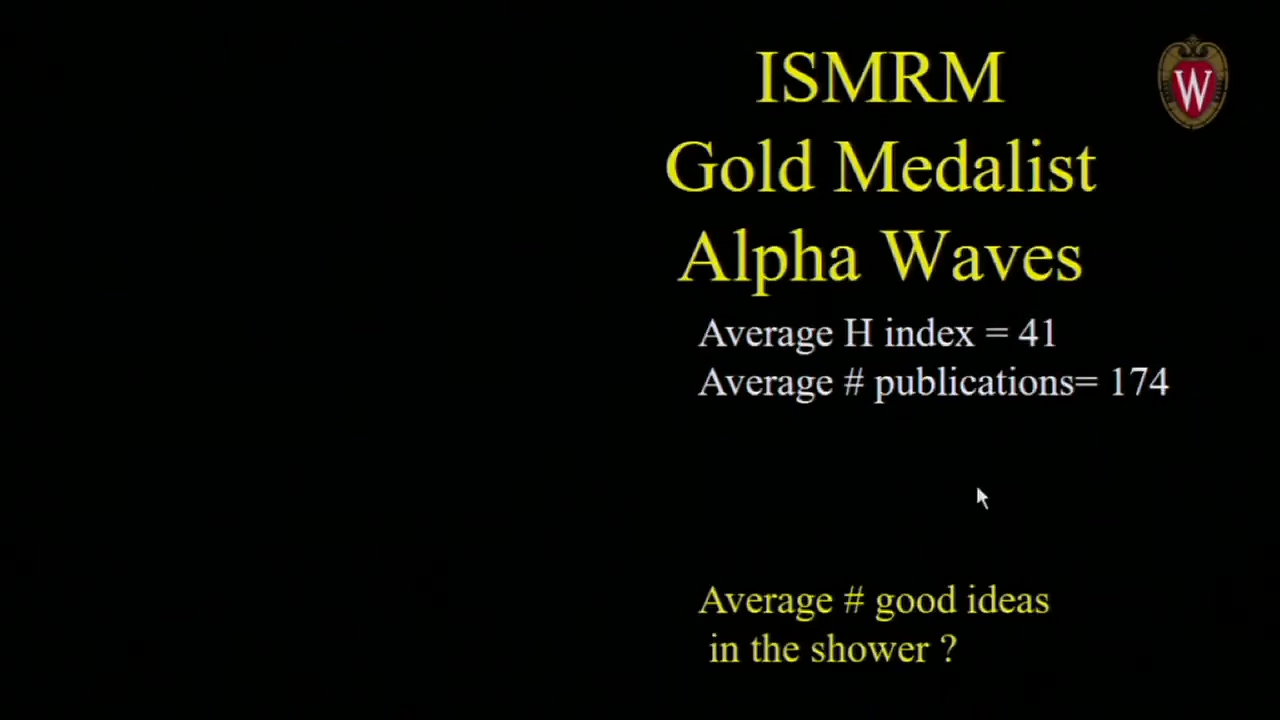 ISMRM
W
Gold Medalist
Alpha Waves
Average H index = 41
Average # publications= 174
Average # good ideas
in the shower ?